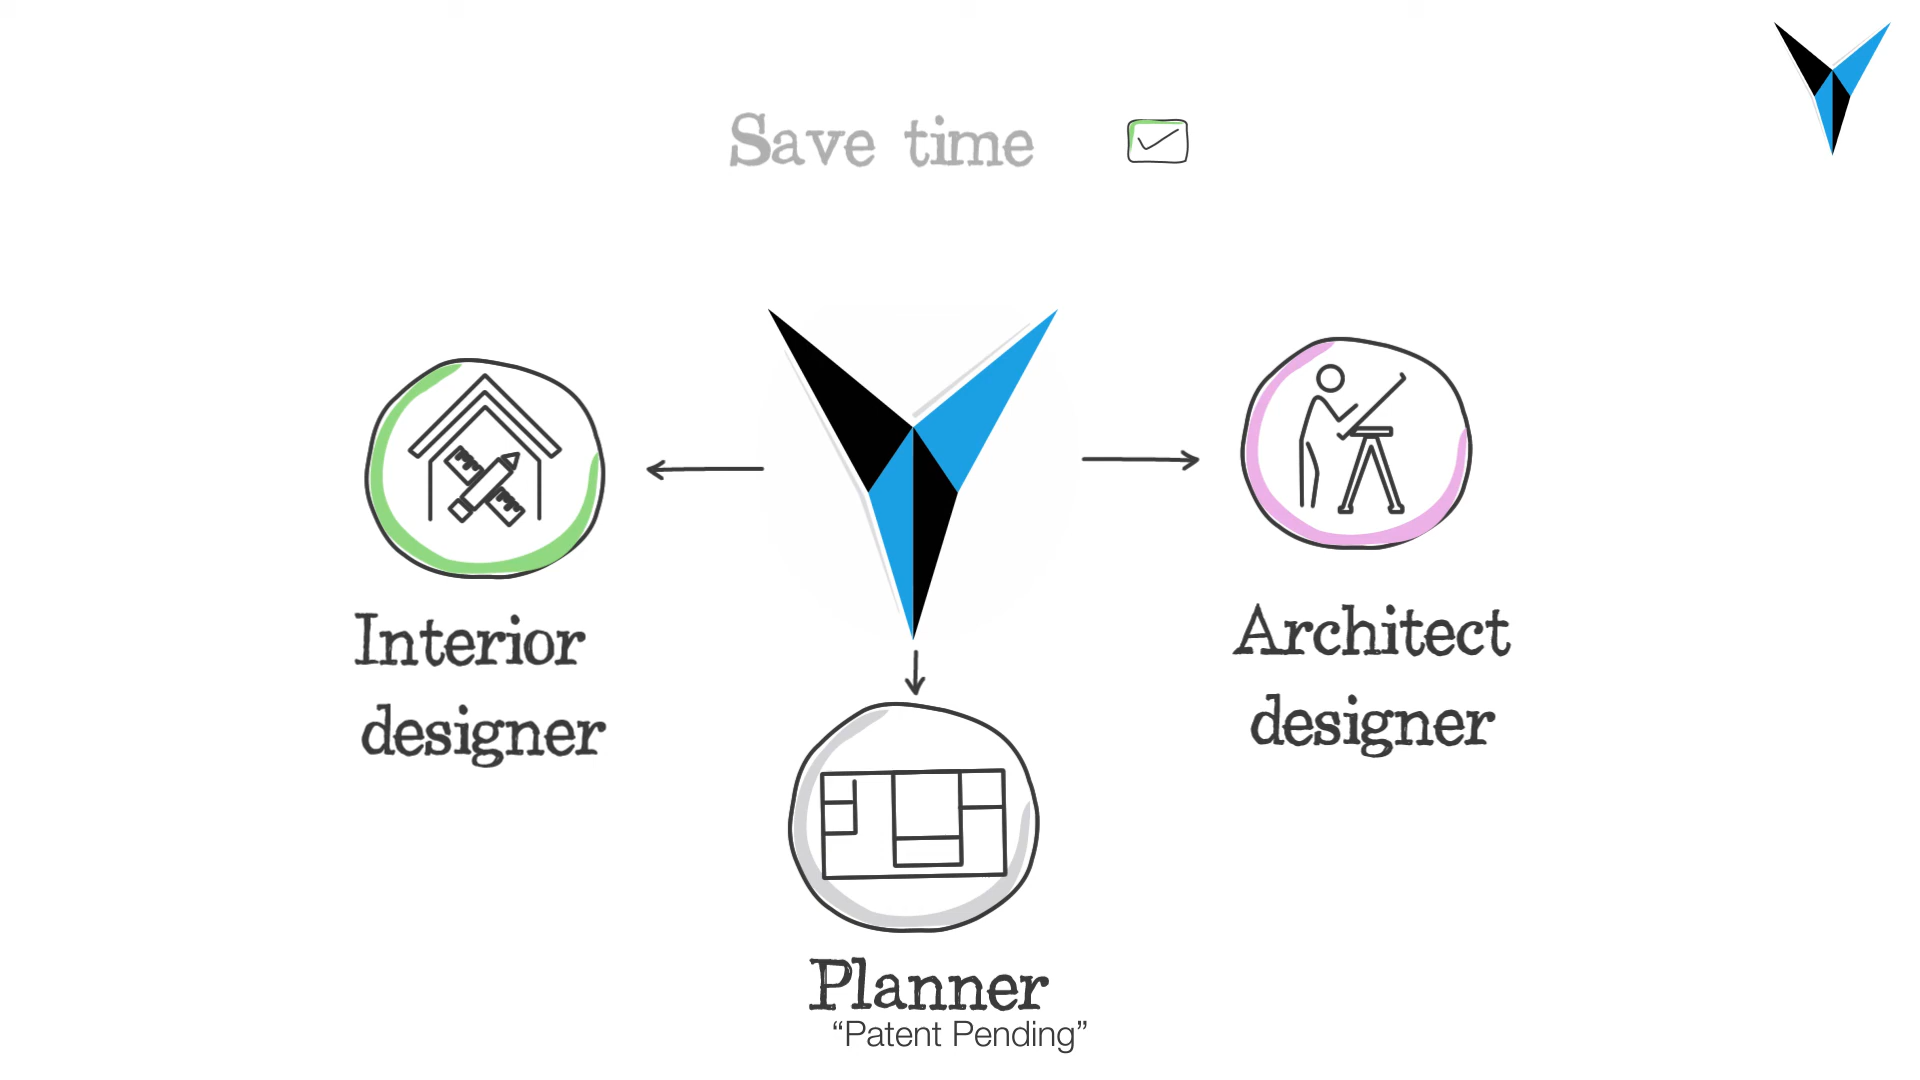 Save time
Interior
designer
Architect
designer
Planner
“Patent Pending”